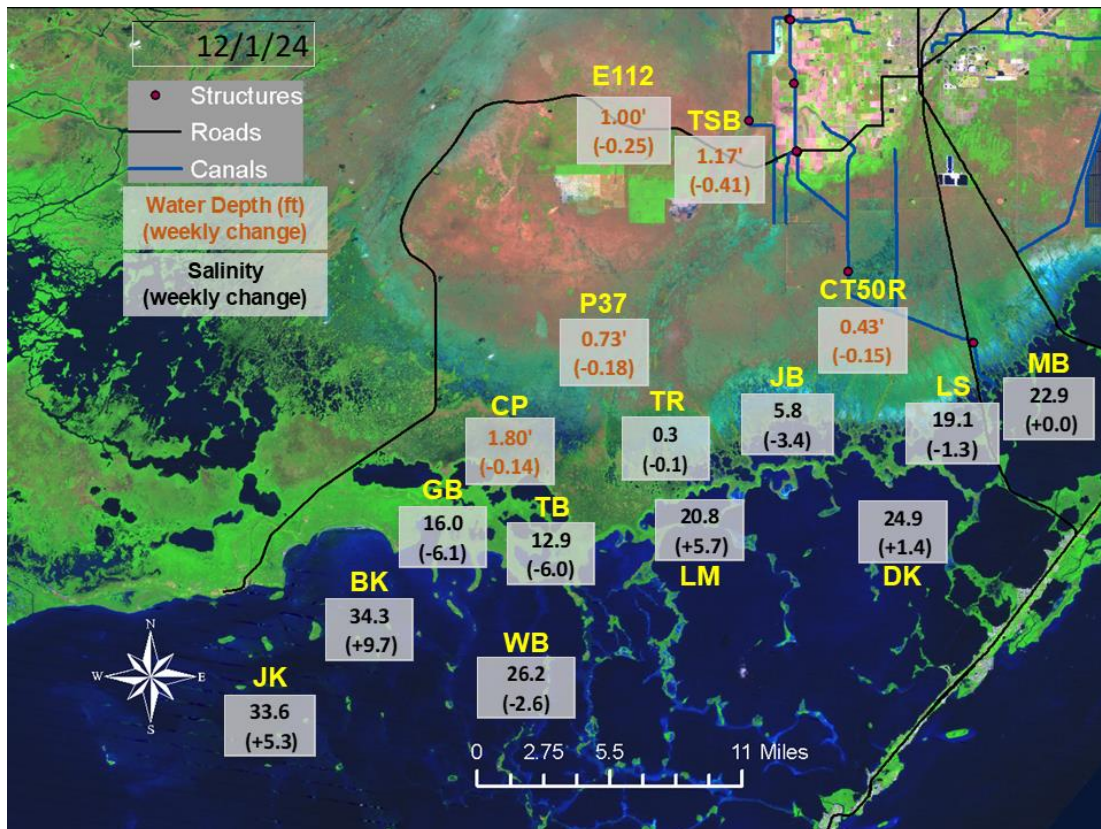 12/1/24
Structures
Roads
Canals
Water Depth (ft)
(weekly change)
Salinity
(weekly change)
E112
1.00'
(-0.25)
TSB
1.17'
(-0.41)
P37
0.73'
(-0.18)
CT50R
0.43'
(-0.15)
CP
1.80'
(-0.14)
TR
0.3
(-0.1)
JB
5.8
(-3.4)
LS
19.1
(-1.3)
MB
22.9
(+0.0)
GB
16.0
(-6.1)
TB
12.9
(-6.0)
20.8
(+5.7)
LM
24.9
(+1.4)
DK
BK
34.3
(+9.7)
WB
26.2
(-2.6)
JK
33.6
(+5.3)
N
W E
S
0 2.75 5.5 11 Miles